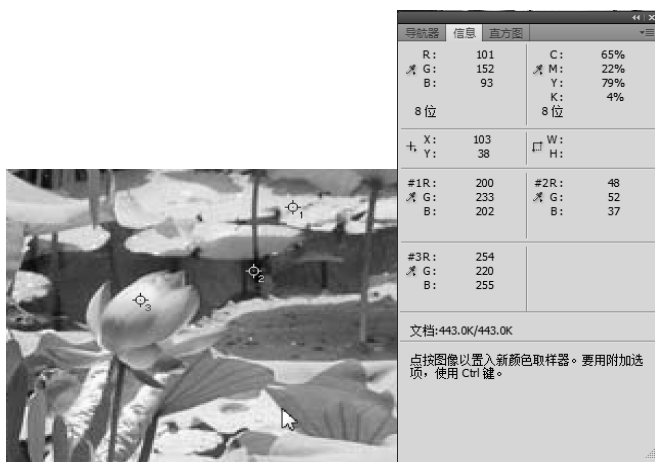 导航器 信息 直方图
R: 101 C: 65%
G: 152 M: 22%
B: 93 Y: 79%
K: 4%
8位 8位
X: 103 W:
Y: 38 H:
#1R: 200 #2R: 48
G: 233 G: 52
B: 202 B: 37
#3R: 254
G: 220
B: 255
文档:443.0K/443.0K
点按图像以置入新颜色取样器。要用附加选
项，使用 Ctrl 键。
1
2
3